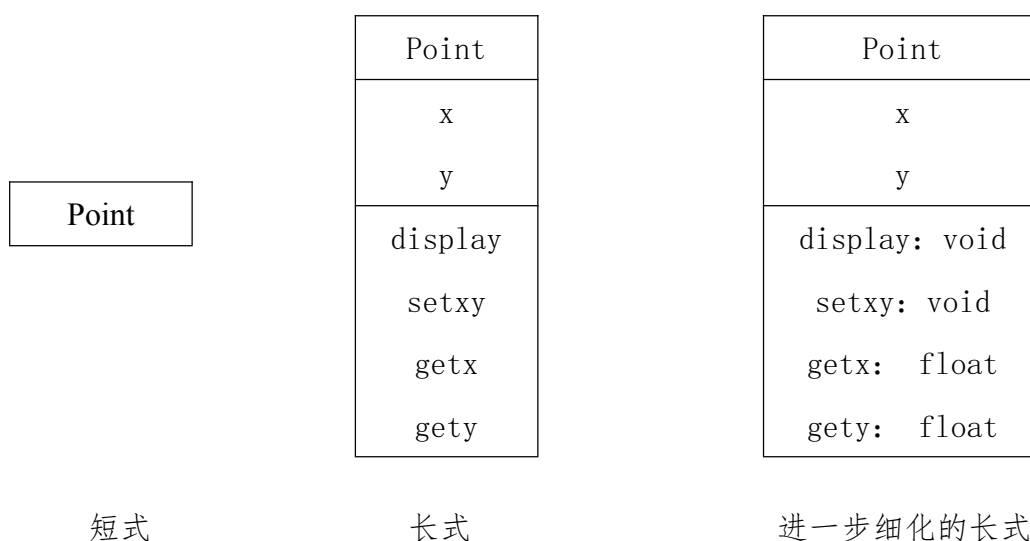 Point
短式
Point
x
y
display
setxy
getx
gety
长式
Point
x
y
display：void
setxy：void
getx： float
gety： float
进一步细化的长式